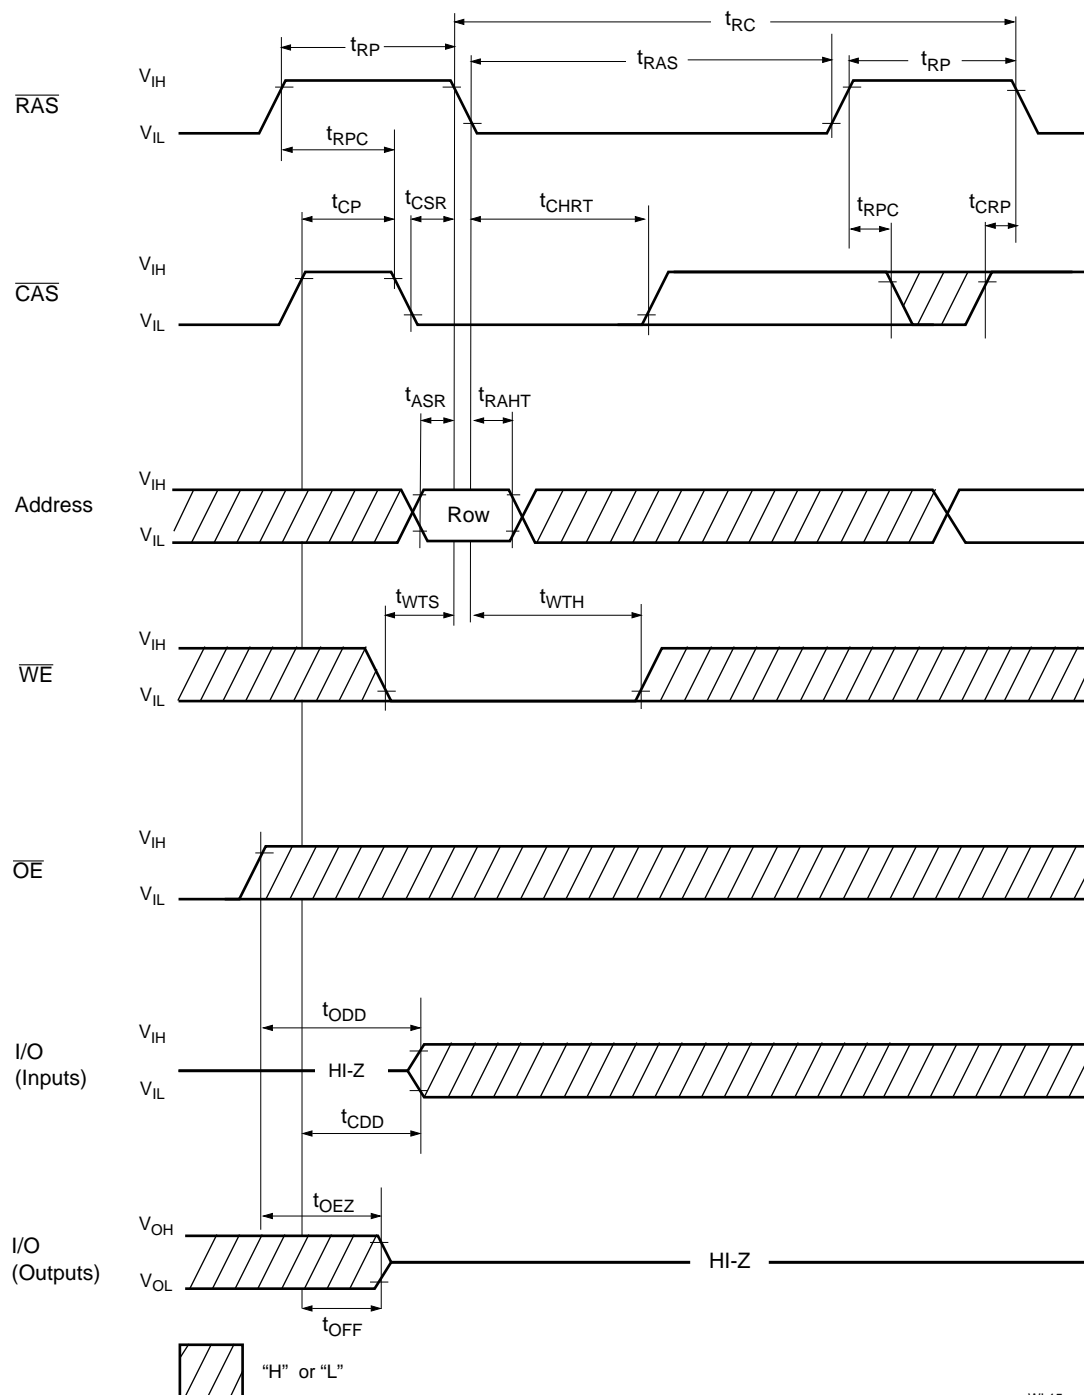 tRC
tRP tRAS tRP
VIH
RAS
VIL
tRPC
tCP tCSR tCHRT tRPC tCRP
VIH
CAS
VIL
tASR tRAHT
VIH
Address Row
VIL
tWTS tWTH
VIH
WE
VIL
VIH
OE
VIL
tODD
VIH
I/O
(Inputs) HI-Z
VIL
tCDD
tOEZ
VOH
I/O
(Outputs) HI-Z
VOL
tOFF
“H” or “L”